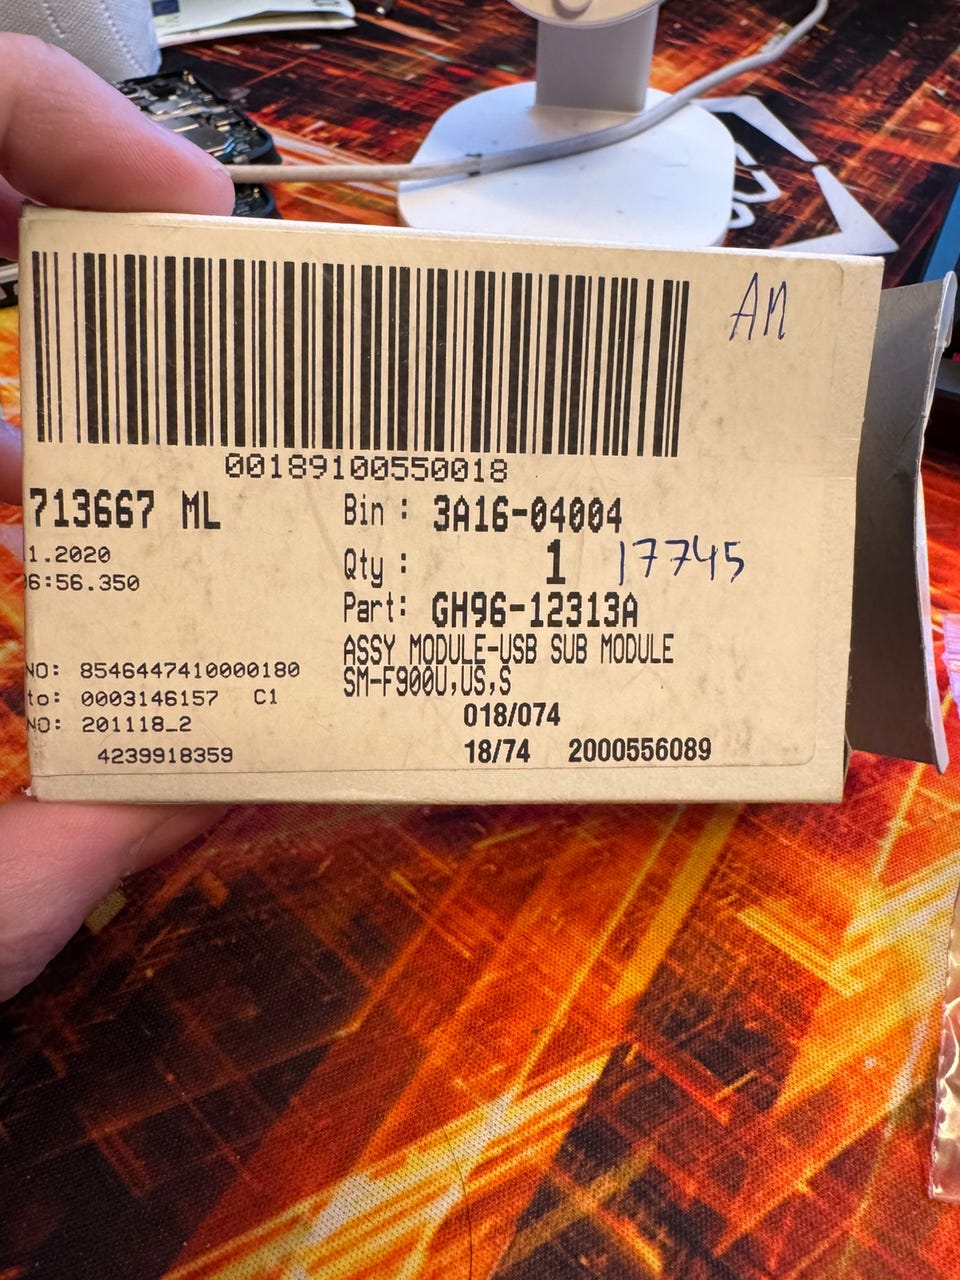 AM
00189100550018
713667 ML
1.2020
6:56.350
Bin : 3A16-04004
Qty : 1 17745
Part: GH96-12313A
ASSY MODULE-USB SUB MODULE
SM-F900U,US,S
NO: 8546447410000180
to: 0003146157 C1
NO: 201118_2
4239918359
018/074
18/74 2000556089